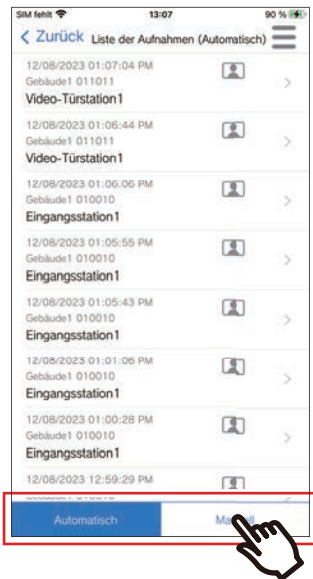 SIM fehlt 13:07 90 %
Zurück Liste der Aufnahmen (Automatisch)
12/08/2023 01:07:04 PM
Gebäude1 011011
Video-Türstation1
12/08/2023 01:06:44 PM
Gebäude1 011011
Video-Türstation1
12/08/2023 01:06:06 PM
Gebäude1 010010
Eingangsstation1
12/08/2023 01:05:55 PM
Gebäude1 010010
Eingangsstation1
12/08/2023 01:05:43 PM
Gebäude1 010010
Eingangsstation1
12/08/2023 01:01:06 PM
Gebäude1 010010
Eingangsstation1
12/08/2023 01:00:28 PM
Gebäude1 010010
Eingangsstation1
12/08/2023 12:59:29 PM
Automatisch